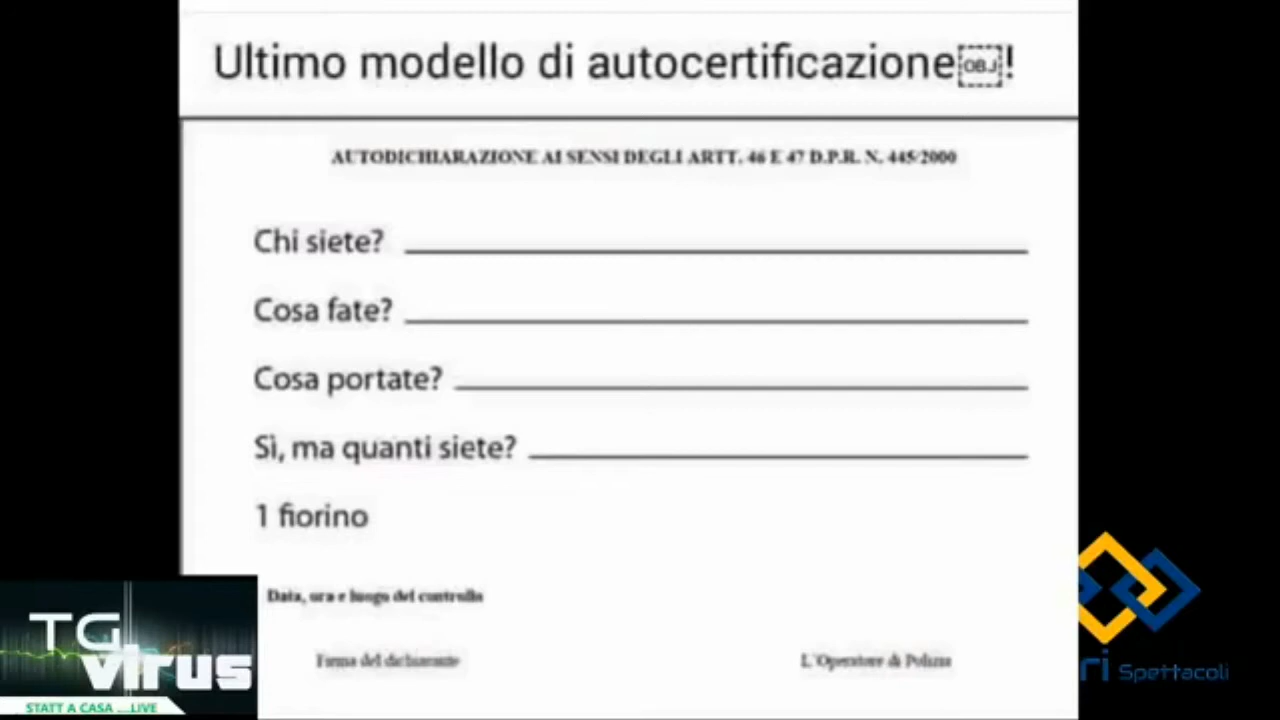 Ultimo modello di autocertificazione OBJ !
AUTODICHIARAZIONE AI SENSI DEGLI ARTT. 46 E 47 D.P.R. N. 445/2000
Chi siete?
Cosa fate?
Cosa portate?
Sì, ma quanti siete?
1 fiorino
Data, ora e luogo del controllo
Firma del dichiarante
L'Operatore di Polizia
TG
virus
STATT A CASA ....LIVE
ri Spettacoli